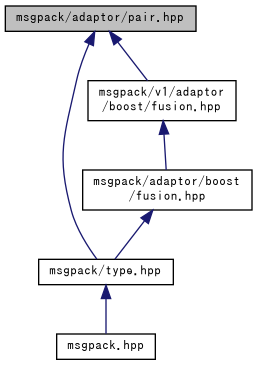 msgpack/adaptor/pair.hpp
msgpack/v1/adaptor
/boost/fusion.hpp
msgpack/adaptor/boost
/fusion.hpp
msgpack/type.hpp
msgpack.hpp